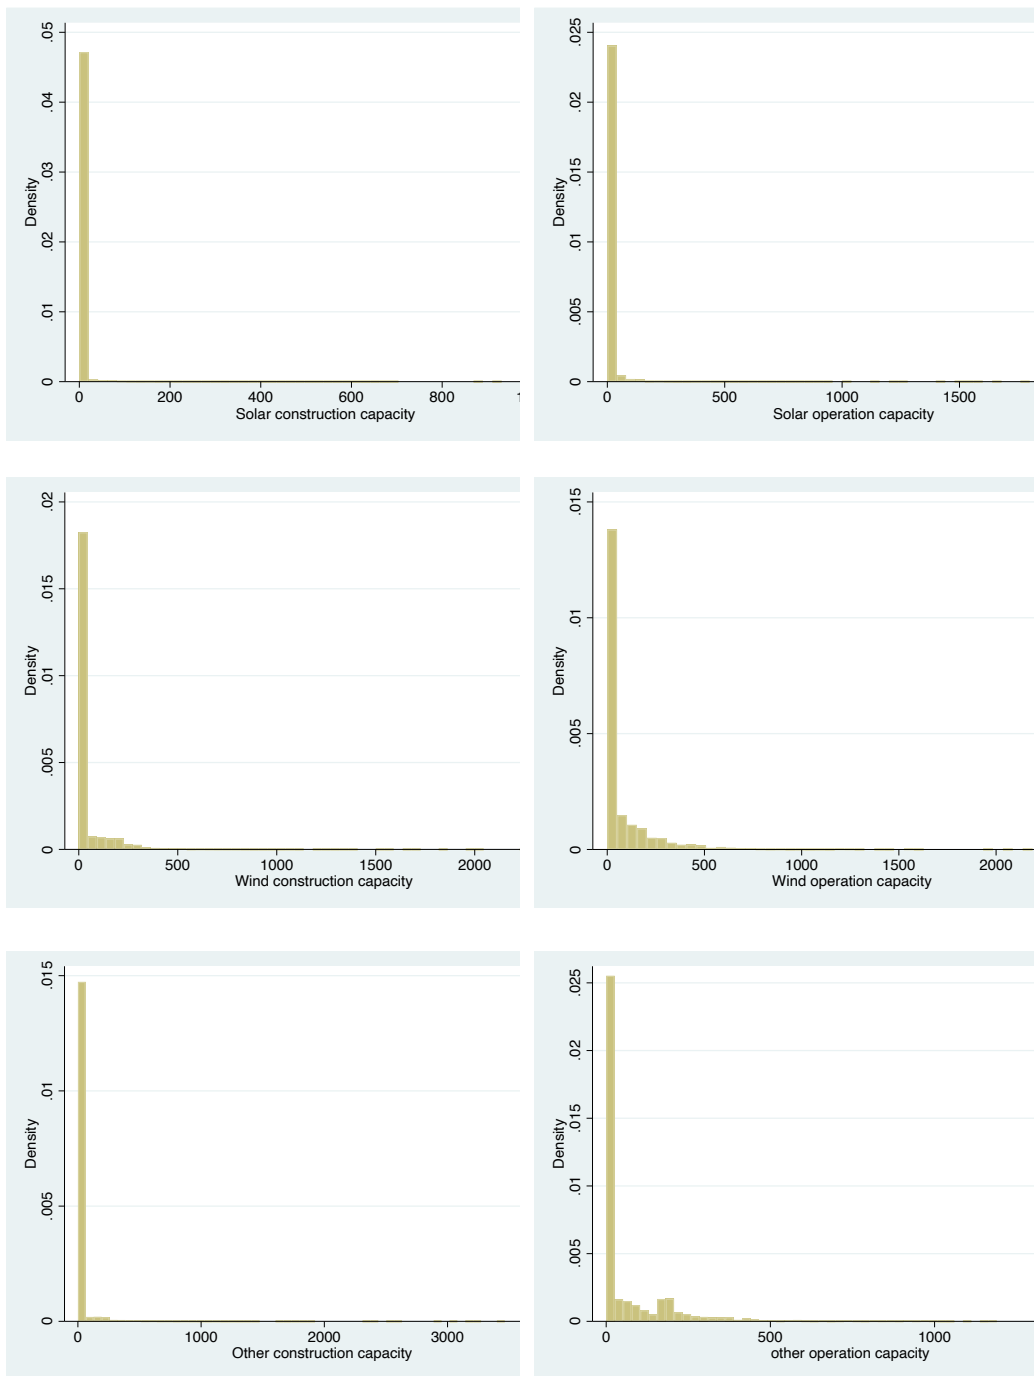 .05
.04
.03
.02
.01
0
Density
0 200 400 600 800 1
Solar construction capacity
.025
.02
.015
.01
.005
0
Density
0 500 1000 1500
Solar operation capacity
.02
.015
.01
.005
0
Density
0 500 1000 1500 2000
Wind construction capacity
.015
.01
.005
0
Density
0 500 1000 1500 2000
Wind operation capacity
.015
.01
.005
0
Density
0 1000 2000 3000
Other construction capacity
.025
.02
.015
.01
.005
0
Density
0 500 1000
other operation capacity